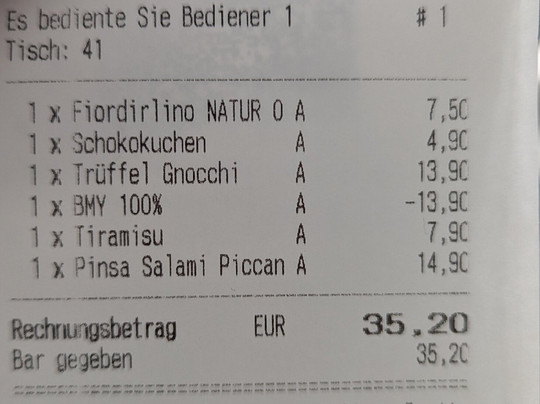 Es bediente Sie Bediener 1 # 1
Tisch: 41
1 x Fiordirlino NATUR O A 7,50
1 x Schokokuchen A 4,90
1 x Trüffel Gnocchi A 13,90
1 x BMY 100% A -13,90
1 x Tiramisu A 7,90
1 x Pinsa Salami Piccan A 14,90
Rechnungsbetrag EUR 35.20
Bar gegeben 35,20